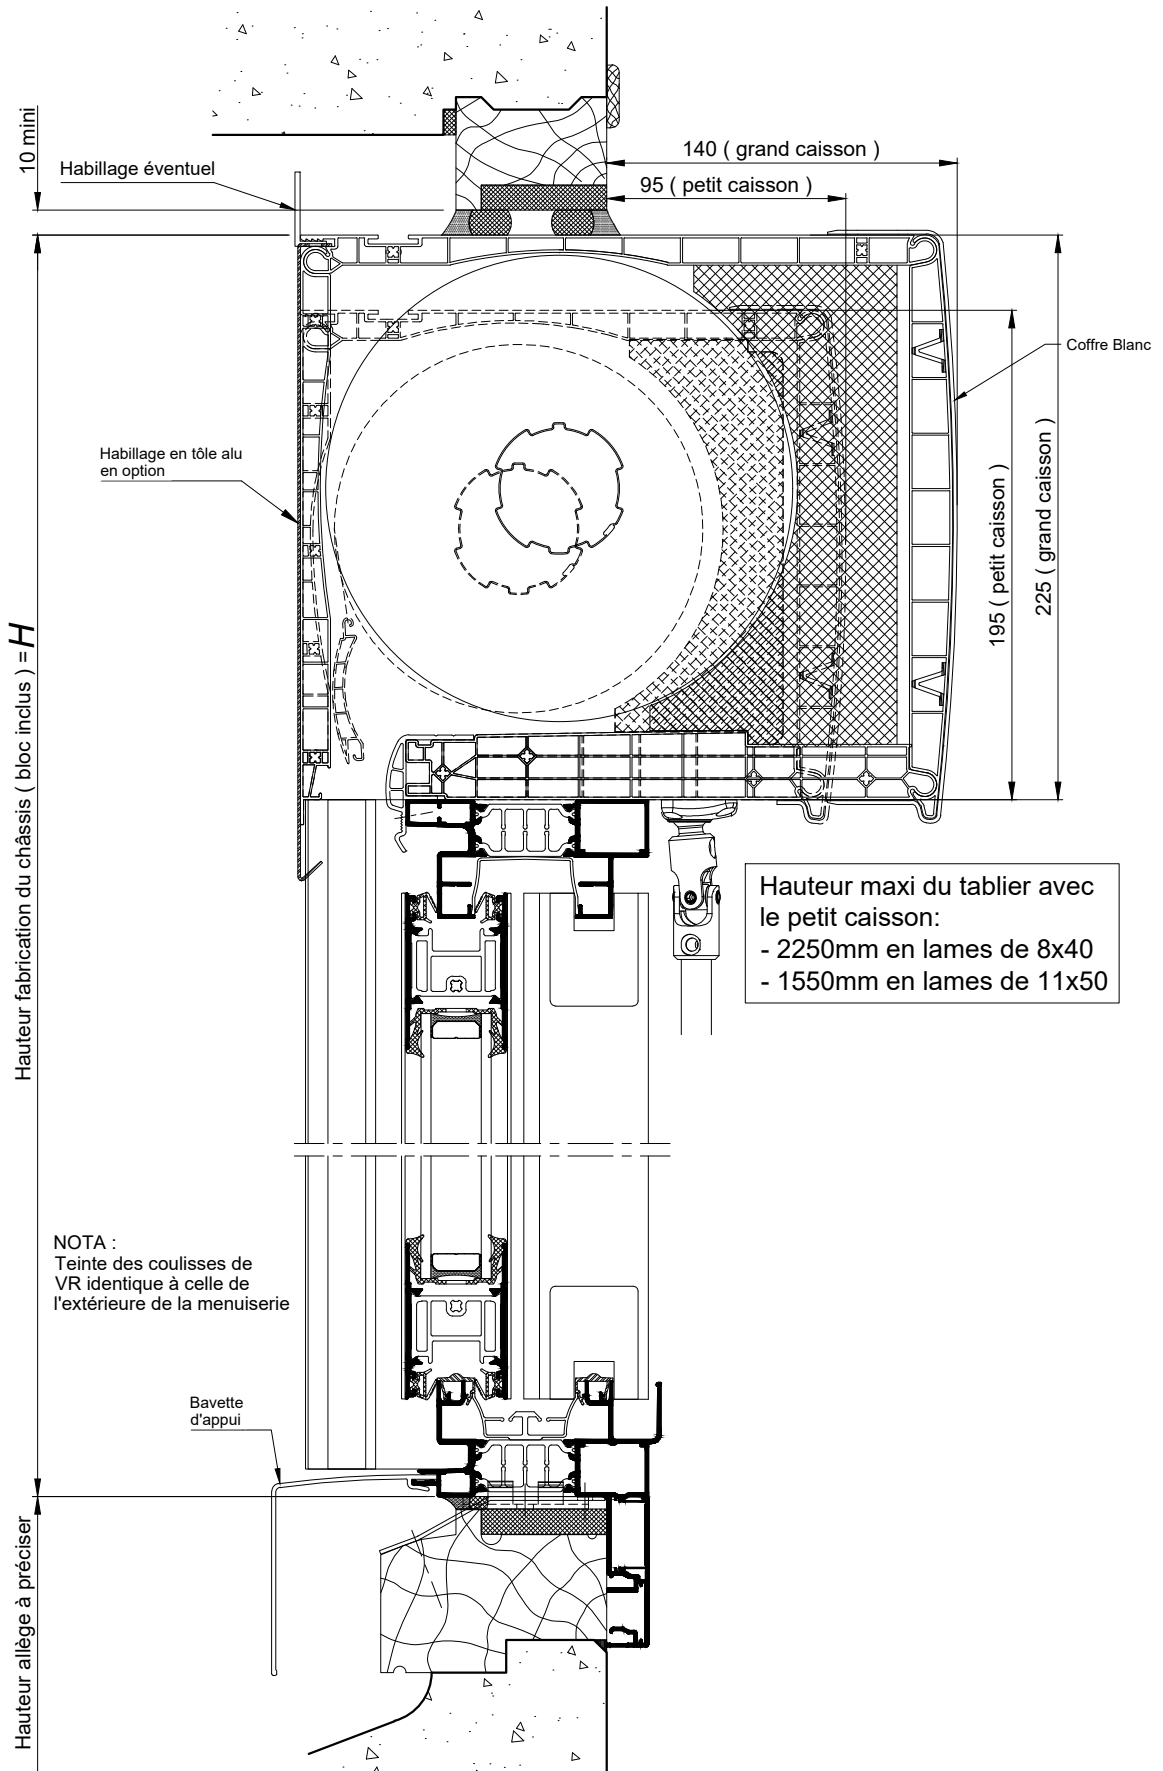 10 mini
Habillage éventuel
140 ( grand caisson )
95 ( petit caisson )
Coffre Blanc
Habillage en tôle alu
en option
195 ( petit caisson )
225 ( grand caisson )
Hauteur fabrication du châssis ( bloc inclus ) = H
Hauteur maxi du tablier avec
le petit caisson:
- 2250mm en lames de 8x40
- 1550mm en lames de 11x50
NOTA :
Teinte des coulisses de
VR identique à celle de
l'extérieure de la menuiserie
Bavette
d'appui
Hauteur allège à préciser